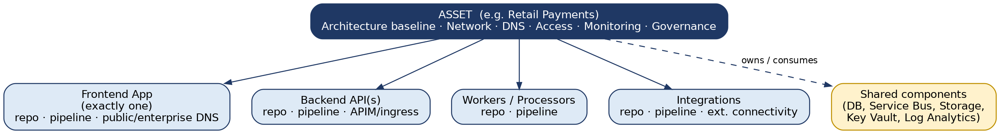 ASSET  (e.g. Retail Payments)
Architecture baseline · Network · DNS · Access · Monitoring · Governance
owns / consumes
Frontend App
(exactly one)
repo · pipeline · public/enterprise DNS
Backend API(s)
repo · pipeline · APIM/ingress
Workers / Processors
repo · pipeline
Integrations
repo · pipeline · ext. connectivity
Shared components
(DB, Service Bus, Storage,
Key Vault, Log Analytics)